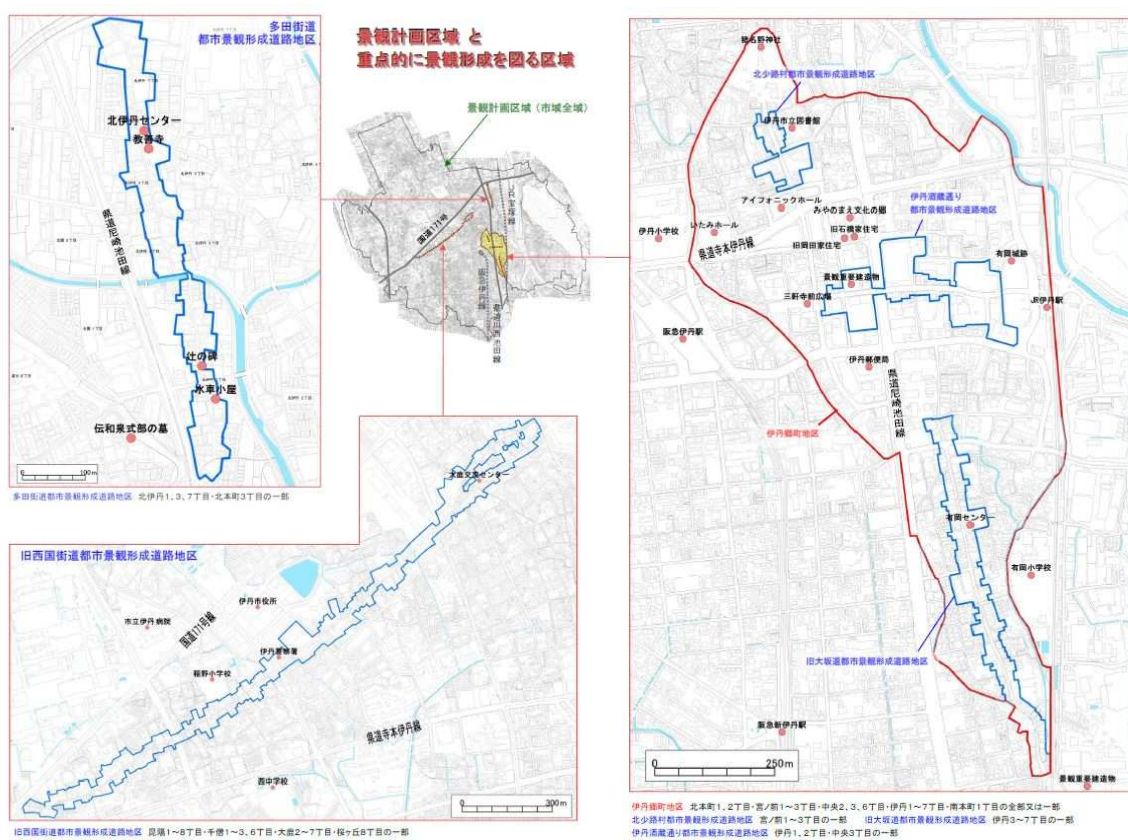 多田街道
都市景観形成道路地区
北伊丹センター
教善寺
県道尼崎池田線
辻の碑
水車小屋
伝和泉式部の墓
0 100m
多田街道都市景観形成道路地区 北伊丹1,3,7丁目・北本町3丁目の一部
景観計画区域 と
重点的に景観形成を図る区域
景観計画区域（市域全域）
国道171号
旧西国街道都市景観形成道路地区
伊丹市役所
市立伊丹病院
国道171号線
伊丹警察署
稲野小学校
県道寺本伊丹線
西中学校
0 300m
旧西国街道都市景観形成道路地区 昆陽1～8丁目・千僧1～3,6丁目・大鹿2～7丁目・桜ヶ丘8丁目の一部
猪名野神社
北少路村都市景観形成道路地区
伊丹市立図書館
伊丹酒蔵通り
都市景観形成道路地区
アイフォニックホール
みやのまえ文化の郷
いたみホール
伊丹小学校
旧石橋家住宅
旧岡田家住宅
県道寺本伊丹線
有岡城跡
景観重要建造物
三軒寺前広場
JR伊丹駅
阪急伊丹駅
伊丹郵便局
県道尼崎池田線
伊丹郷町地区
有岡センター
有岡小学校
旧大坂道都市景観形成道路地区
阪急新伊丹駅
0 250m
景観重要建造物
伊丹郷町地区 北本町1,2丁目・宮ノ前1～3丁目・中央2,3,6丁目・伊丹1～7丁目・南本町1丁目の全部又は一部
北少路村都市景観形成道路地区 宮ノ前1～3丁目の一部 旧大坂道都市景観形成道路地区 伊丹3～7丁目の一部
伊丹酒蔵通り都市景観形成道路地区 伊丹1,2丁目・中央3丁目の一部